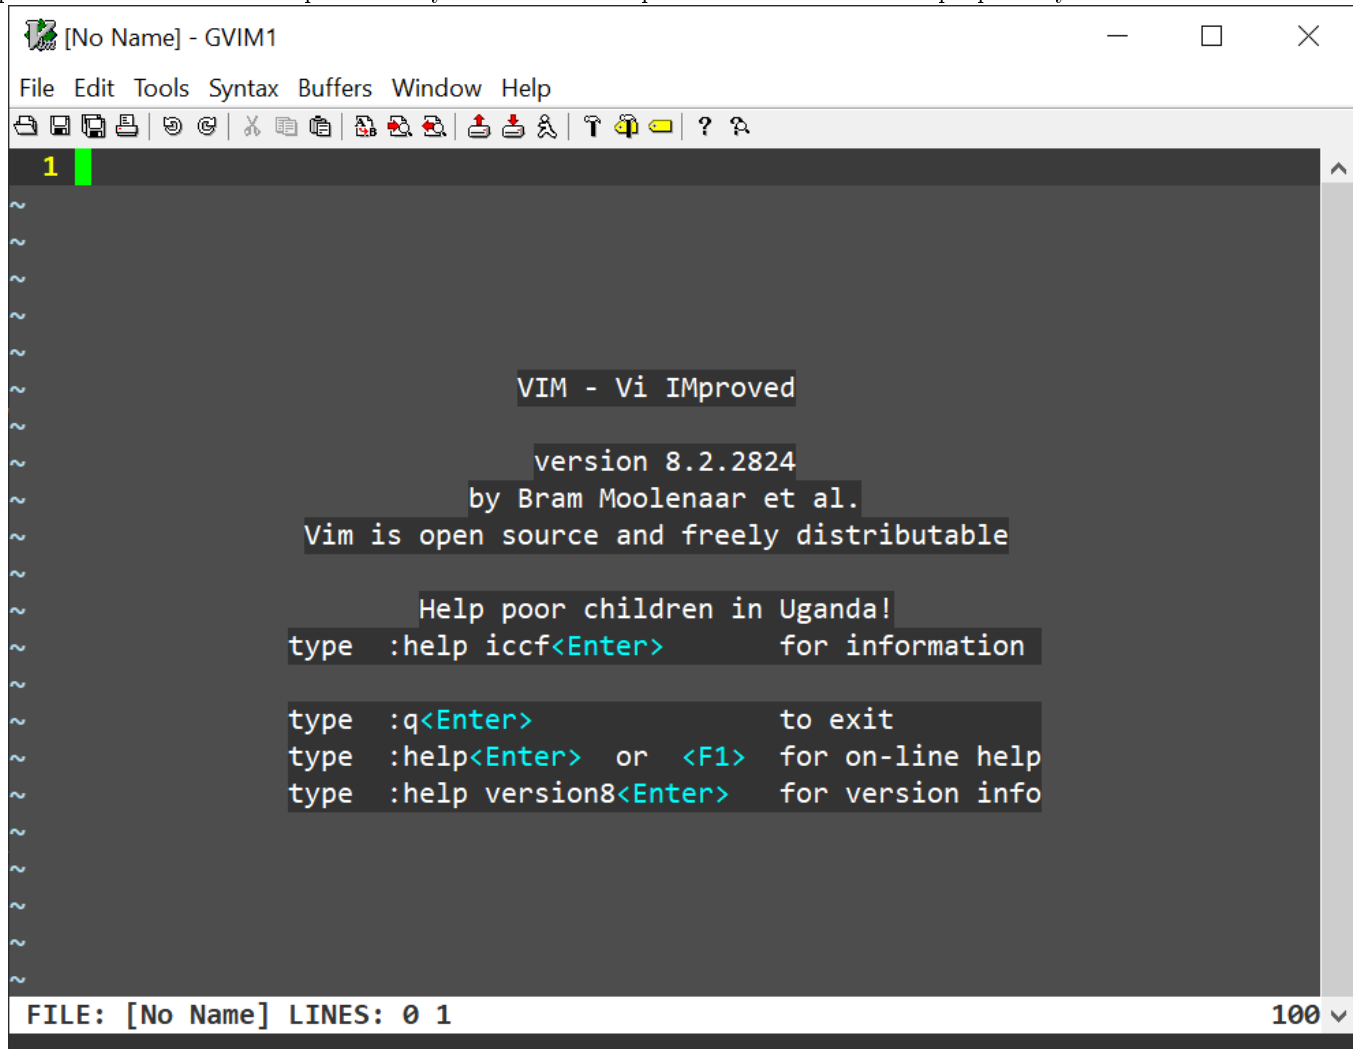 [No Name] - GVIM1
File Edit Tools Syntax Buffers Window Help
1
~
~
~
~
~
~ VIM - Vi IMproved
~
~ version 8.2.2824
~ by Bram Moolenaar et al.
~ Vim is open source and freely distributable
~
~ Help poor children in Uganda!
~ type :help iccf<Enter> for information
~
~ type :q<Enter> to exit
~ type :help<Enter> or <F1> for on-line help
~ type :help version8<Enter> for version info
~
~
~
~
~
FILE: [No Name] LINES: 0 1 100